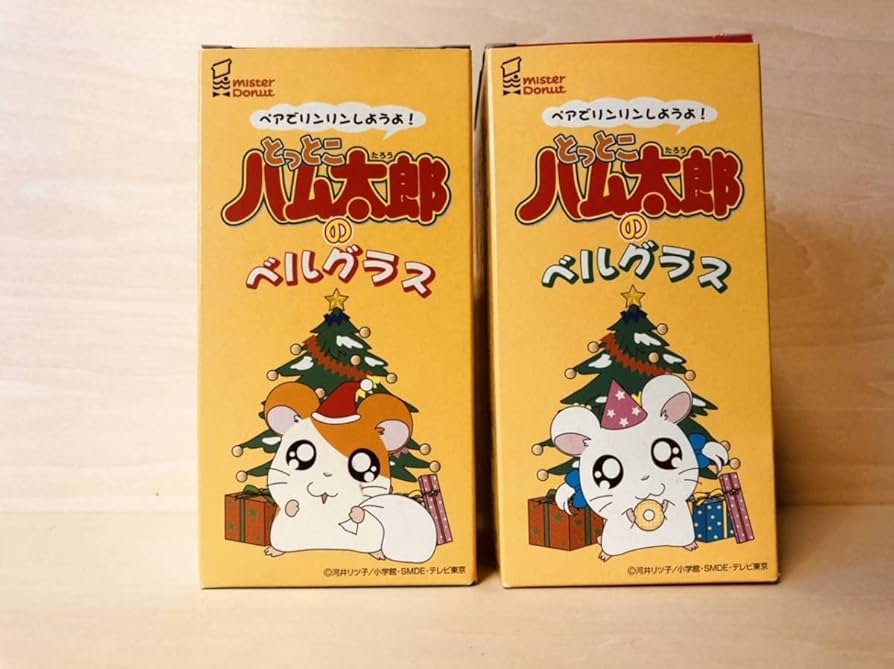 mister
Donut
ペアでリンリンしようよ！
とっとこ
たろう
ハム太郎
の
ベルグラス
©河井リツ子/小学館・SMDE・テレビ東京
mister
Donut
ペアでリンリンしようよ！
とっとこ
たろう
ハム太郎
の
ベルグラス
©河井リツ子/小学館・SMDE・テレビ東京